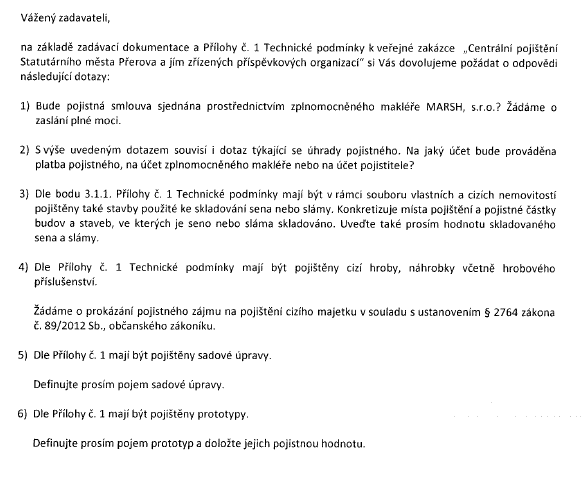 Vážený zadavateli,
na základě zadávací dokumentace a Přílohy č. 1 Technické podmínky k veřejné zakázce „Centrální pojištění
Statutárního města Přerova a jím zřízených příspěvkových organizací“ si Vás dovolujeme požádat o odpovědi
následující dotazy:
1) Bude pojistná smlouva sjednána prostřednictvím zplnomocněného makléře MARSH, s.r.o.? Žádáme o
zaslání plné moci.
2) S výše uvedeným dotazem souvisí i dotaz týkající se úhrady pojistného. Na jaký účet bude prováděna
platba pojistného, na účet zplnomocněného makléře nebo na účet pojistitele?
3) Dle bodu 3.1.1. Přílohy č. 1 Technické podmínky mají být v rámci souboru vlastních a cizích nemovitostí
pojištěny také stavby použité ke skladování sena nebo slámy. Konkretizuje místa pojištění a pojistné částky
budov a staveb, ve kterých je seno nebo sláma skladováno. Uveďte také prosím hodnotu skladovaného
sena a slámy.
4) Dle Přílohy č. 1 Technické podmínky mají být pojištěny cizí hroby, náhrobky včetně hrobového
příslušenství.
Žádáme o prokázání pojistného zájmu na pojištění cizího majetku v souladu s ustanovením § 2764 zákona
č. 89/2012 Sb., občanského zákoníku.
5) Dle Přílohy č. 1 mají být pojištěny sadové úpravy.
Definujte prosím pojem sadové úpravy.
6) Dle Přílohy č. 1 mají být pojištěny prototypy.
Definujte prosím pojem prototyp a doložte jejich pojistnou hodnotu.